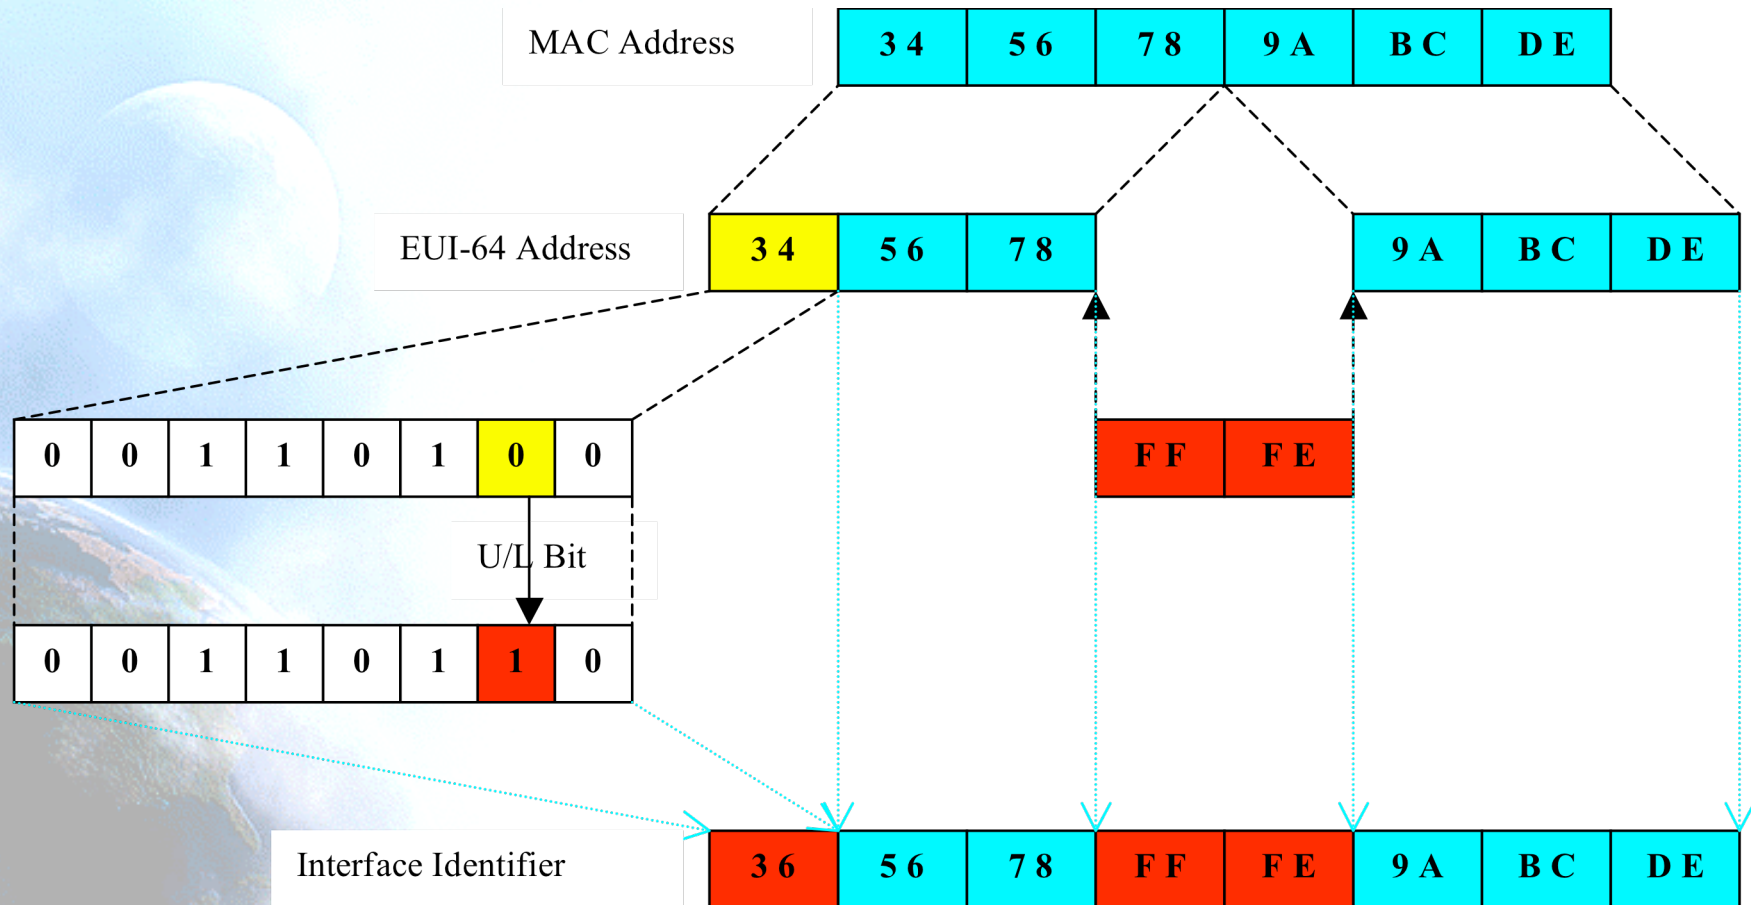 MAC Address 3 4 5 6 7 8 9 A B C D E
EUI-64 Address 3 4 5 6 7 8 9 A B C D E
0 0 1 1 0 1 0 0 F F F E
U/L Bit
0 0 1 1 0 1 1 0
Interface Identifier 3 6 5 6 7 8 F F F E 9 A B C D E